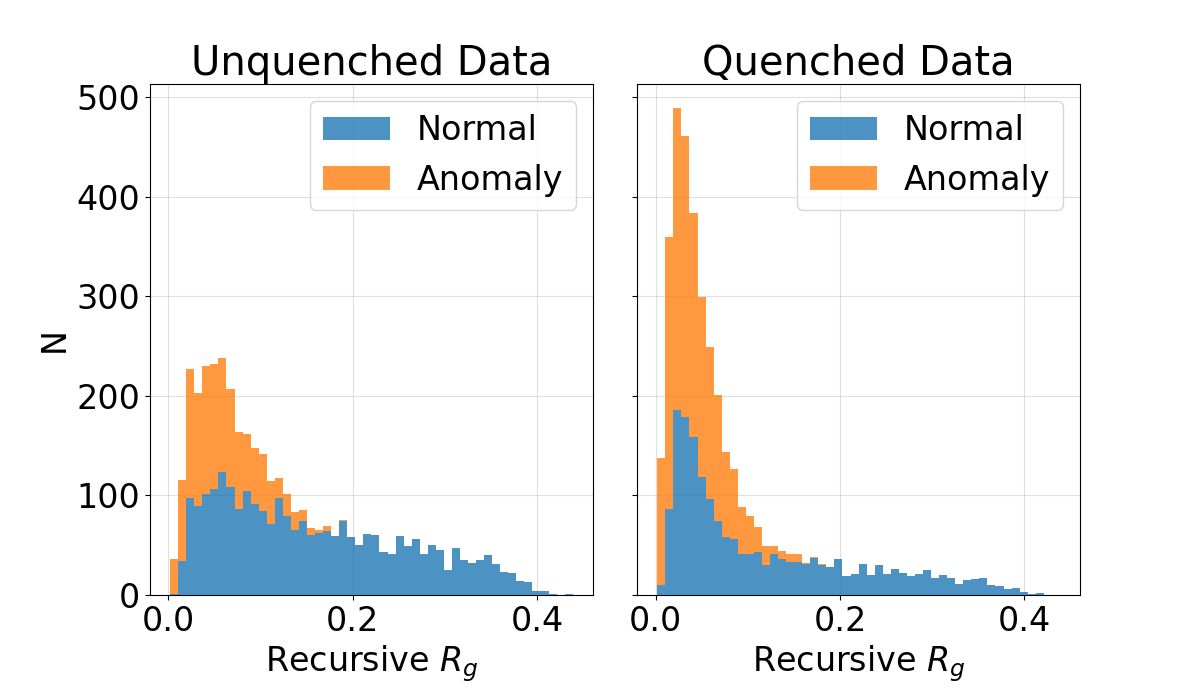 Unquenched Data
Quenched Data
500
400
300
200
100
0
N
Normal
Anomaly
Normal
Anomaly
0.0 0.2 0.4
0.0 0.2 0.4
Recursive $R_g$
Recursive $R_g$